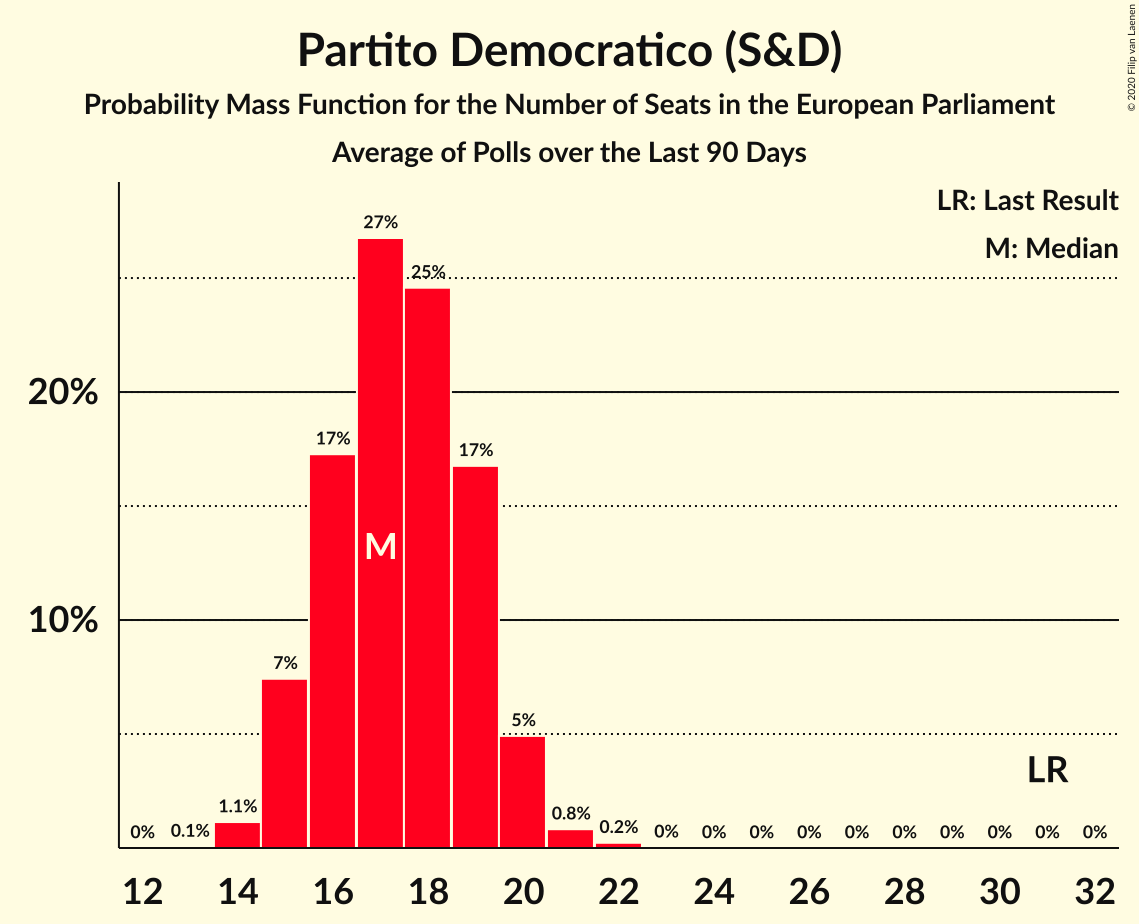 Partito Democratico (S&D)
Probability Mass Function for the Number of Seats in the European Parliament
Average of Polls over the Last 90 Days
© 2020 Filip van Laenen
LR: Last Result
M: Median
27%
25%
20%
17%
17%
M
10%
7%
5%
LR
1.1%
0.8%
0% 0.1% 0.2% 0% 0% 0% 0% 0% 0% 0% 0% 0% 0%
12 14 16 18 20 22 24 26 28 30 32